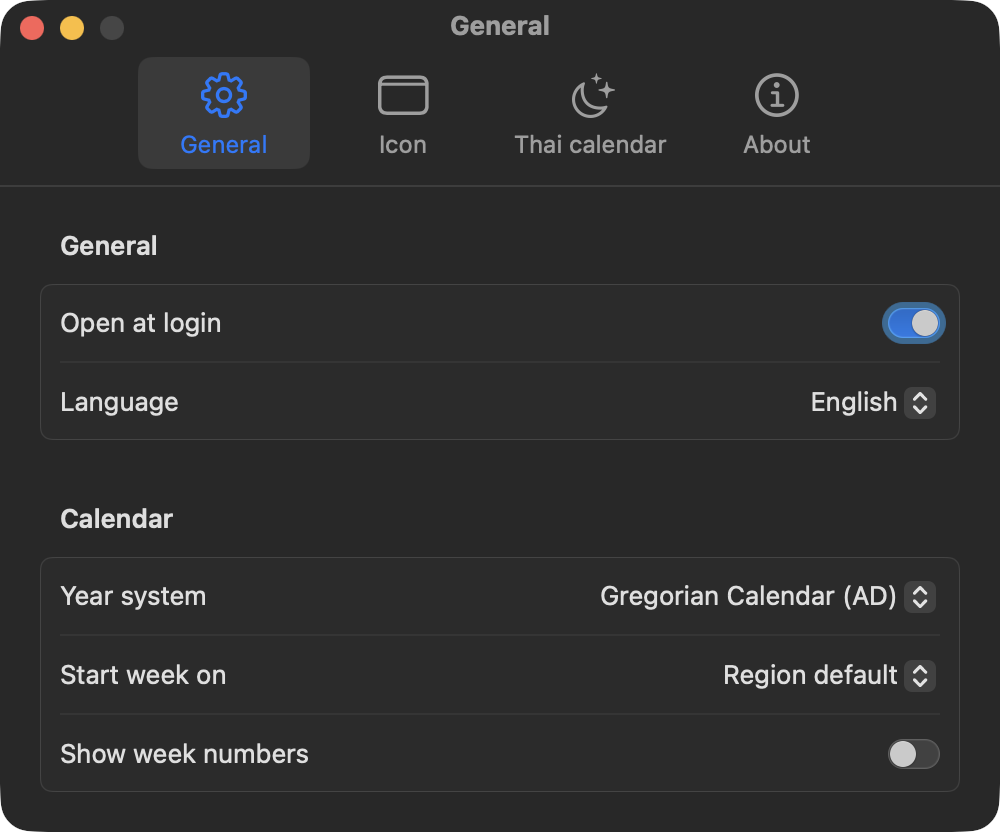 General
General
Icon
Thai calendar
About
General
Open at login
Language
English
Calendar
Year system
Gregorian Calendar (AD)
Start week on
Region default
Show week numbers